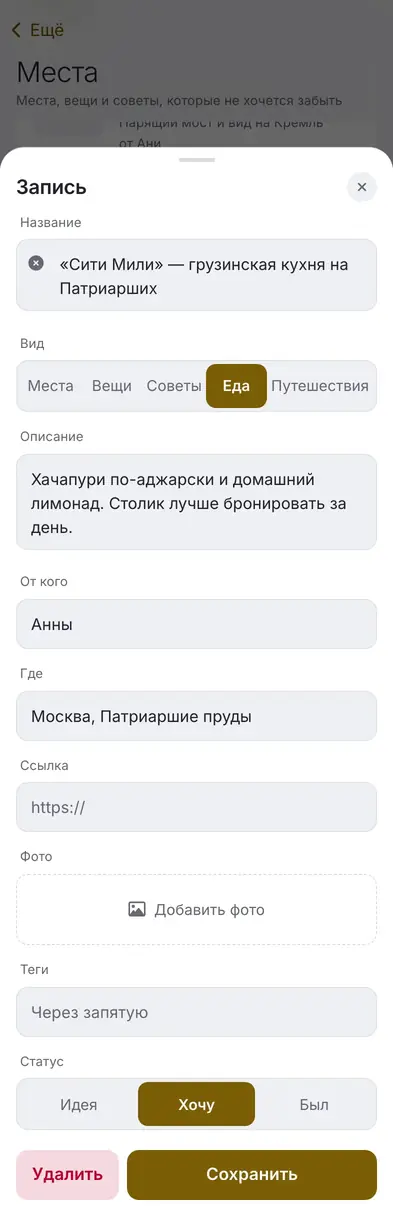 Ещё
Места
Места, вещи и советы, которые не хочется забыть
Парящий мост и вид на Кремль
от Ани
Запись
Название
«Сити Мили» — грузинская кухня на
Патриарших
Вид
Места Вещи Советы Еда Путешествия
Описание
Хачапури по-аджарски и домашний
лимонад. Столик лучше бронировать за
день.
От кого
Анны
Где
Москва, Патриаршие пруды
Ссылка
https://
Фото
Добавить фото
Теги
Через запятую
Статус
Идея Хочу Был
Удалить Сохранить